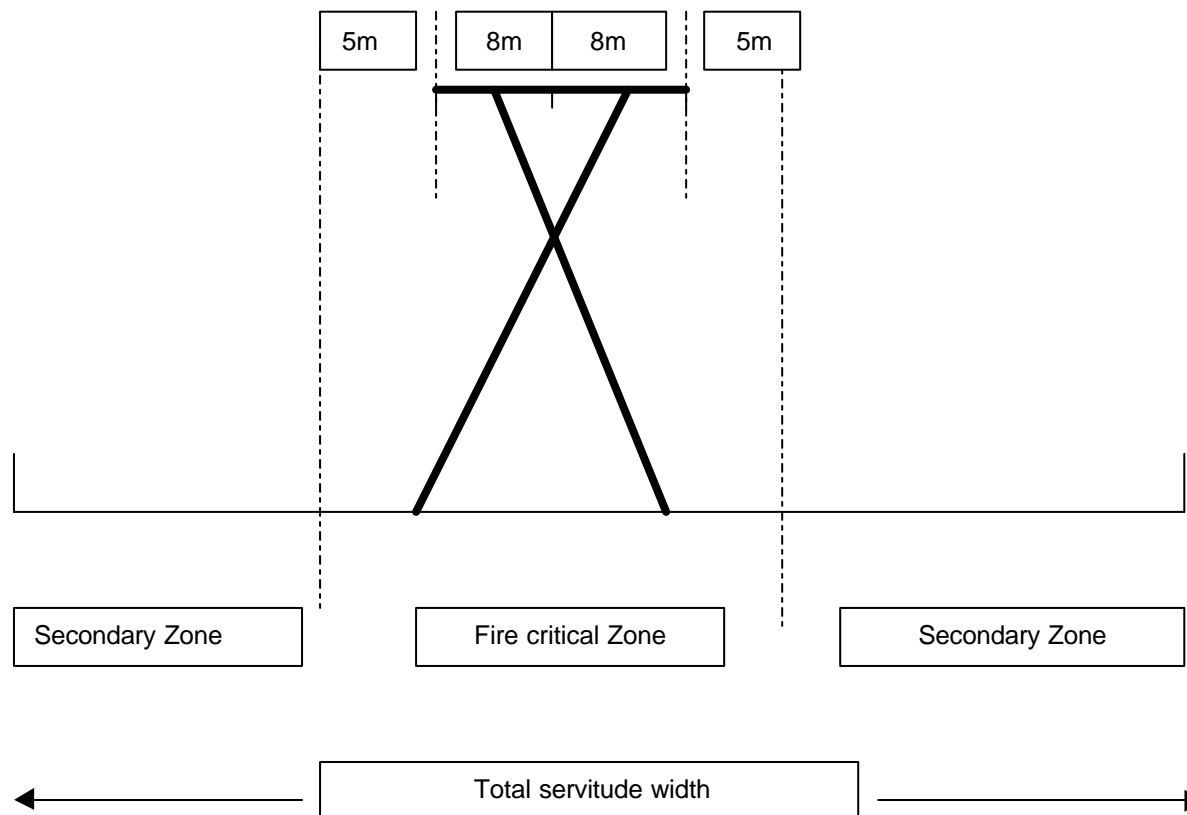 5m 8m 8m 5m
Secondary Zone Fire critical Zone Secondary Zone
Total servitude width